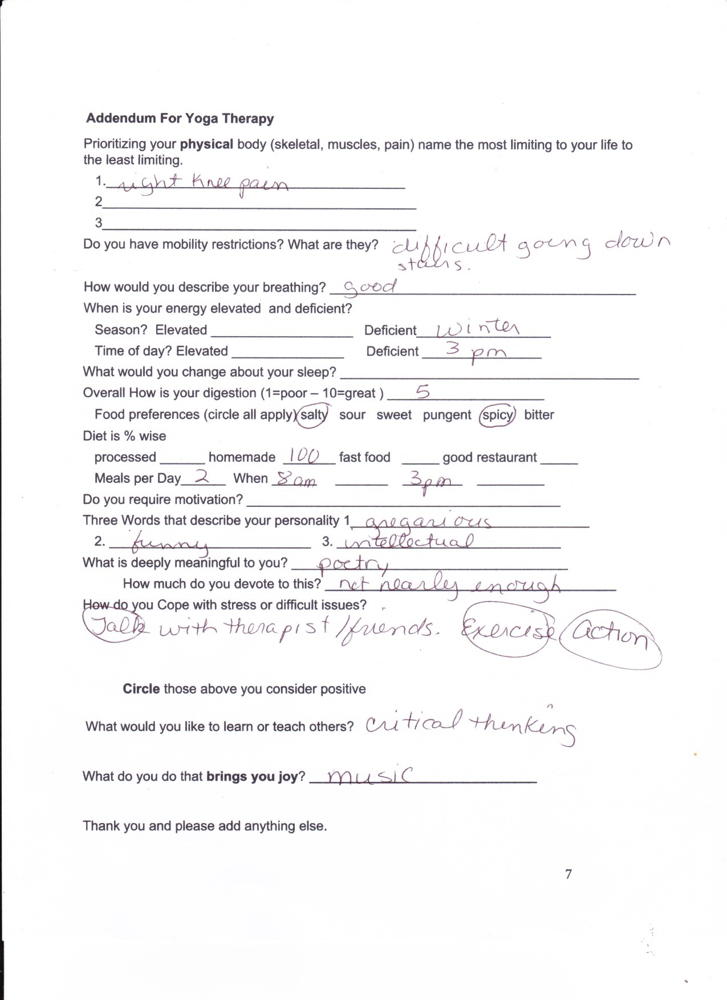 Addendum For Yoga Therapy
Prioritizing your physical body (skeletal, muscles, pain) name the most limiting to your life to
the least limiting.
1. right knee pain
2
3
Do you have mobility restrictions? What are they? difficult going down
stairs.
How would you describe your breathing? good
When is your energy elevated and deficient?
Season? Elevated Deficient winter
Time of day? Elevated Deficient 3 pm
What would you change about your sleep?
Overall How is your digestion (1=poor – 10=great ) 5
Food preferences (circle all apply) salty sour sweet pungent spicy bitter
Diet is % wise
processed homemade 100 fast food good restaurant
Meals per Day 2 When 8 am 3pm
Do you require motivation?
Three Words that describe your personality 1. gregarious
2. funny 3. intellectual
What is deeply meaningful to you? poetry
How much do you devote to this? not nearly enough
How do you Cope with stress or difficult issues?
Talk with therapist/friends. Exercise Action
Circle those above you consider positive
What would you like to learn or teach others? critical thinking
What do you do that brings you joy? music
Thank you and please add anything else.
7